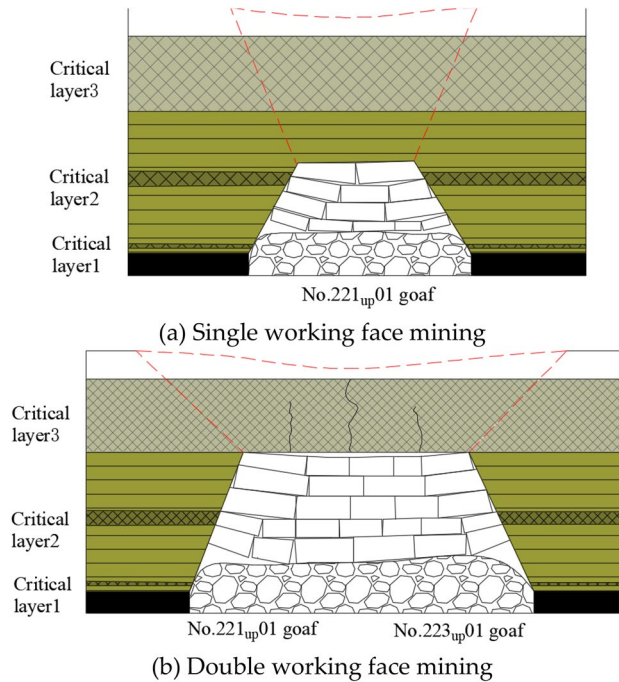 Critical
layer3
Critical
layer2
Critical
layer1
No.221up01 goaf
(a) Single working face mining
Critical
layer3
Critical
layer2
Critical
layer1
No.221up01 goaf No.223up01 goaf
(b) Double working face mining